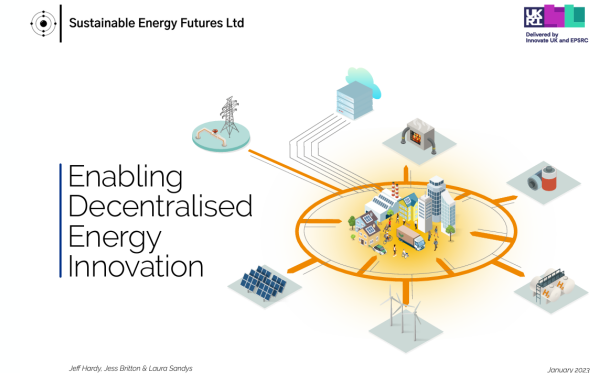 Sustainable Energy Futures Ltd
UK
RI
Delivered by
Innovate UK and EPSRC
Enabling
Decentralised
Energy
Innovation
Jeff Hardy, Jess Britton & Laura Sandys
January 2023